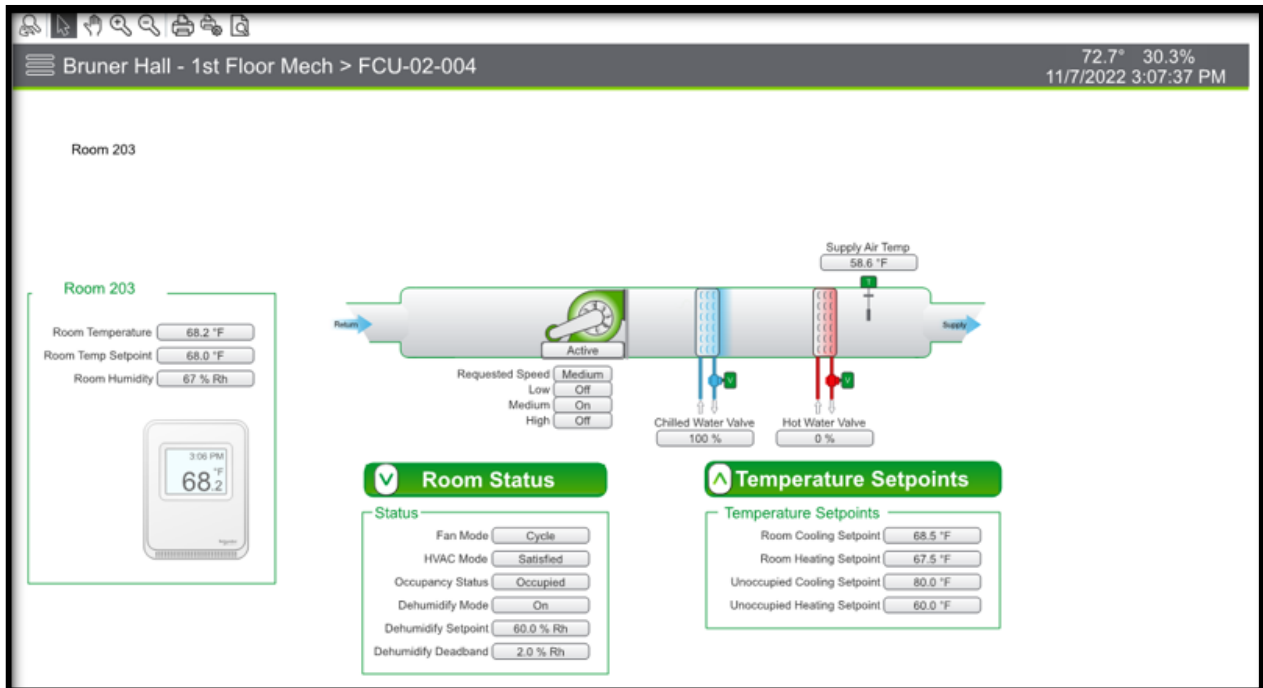 Bruner Hall - 1st Floor Mech > FCU-02-004
72.7° 30.3%
11/7/2022 3:07:37 PM
Room 203
Room 203
Room Temperature 68.2 °F
Room Temp Setpoint 68.0 °F
Room Humidity 67 % Rh
3:06 PM
68.2 °F
Supply Air Temp
58.6 °F
T
Return
Supply
Active
Requested Speed Medium
Low Off
Medium On
High Off
V
V
Chilled Water Valve
100 %
Hot Water Valve
0 %
Room Status
Status
Fan Mode Cycle
HVAC Mode Satisfied
Occupancy Status Occupied
Dehumidify Mode On
Dehumidify Setpoint 60.0 % Rh
Dehumidify Deadband 2.0 % Rh
Temperature Setpoints
Temperature Setpoints
Room Cooling Setpoint 68.5 °F
Room Heating Setpoint 67.5 °F
Unoccupied Cooling Setpoint 80.0 °F
Unoccupied Heating Setpoint 60.0 °F